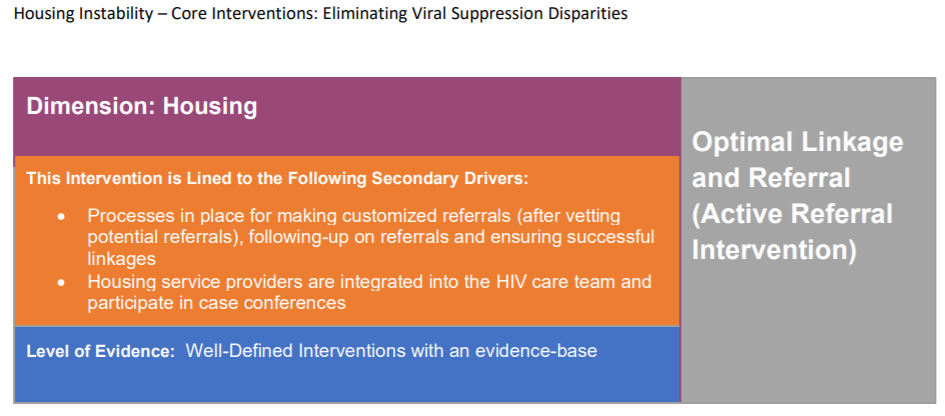 Housing Instability – Core Interventions: Eliminating Viral Suppression Disparities
Dimension: Housing
This Intervention is Lined to the Following Secondary Drivers:
• Processes in place for making customized referrals (after vetting
potential referrals), following-up on referrals and ensuring successful
linkages
• Housing service providers are integrated into the HIV care team and
participate in case conferences
Level of Evidence: Well-Defined Interventions with an evidence-base
Optimal Linkage
and Referral
(Active Referral
Intervention)